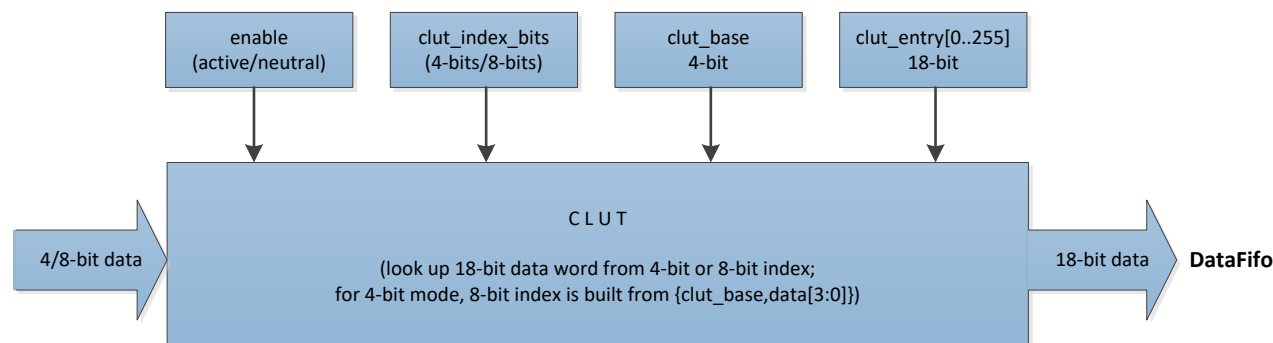 enable
(active/neutral)
clut_index_bits
(4-bits/8-bits)
clut_base
4-bit
clut_entry[0..255]
18-bit
4/8-bit data
C L U T
(look up 18-bit data word from 4-bit or 8-bit index;
for 4-bit mode, 8-bit index is built from {clut_base,data[3:0]})
18-bit data
DataFifo